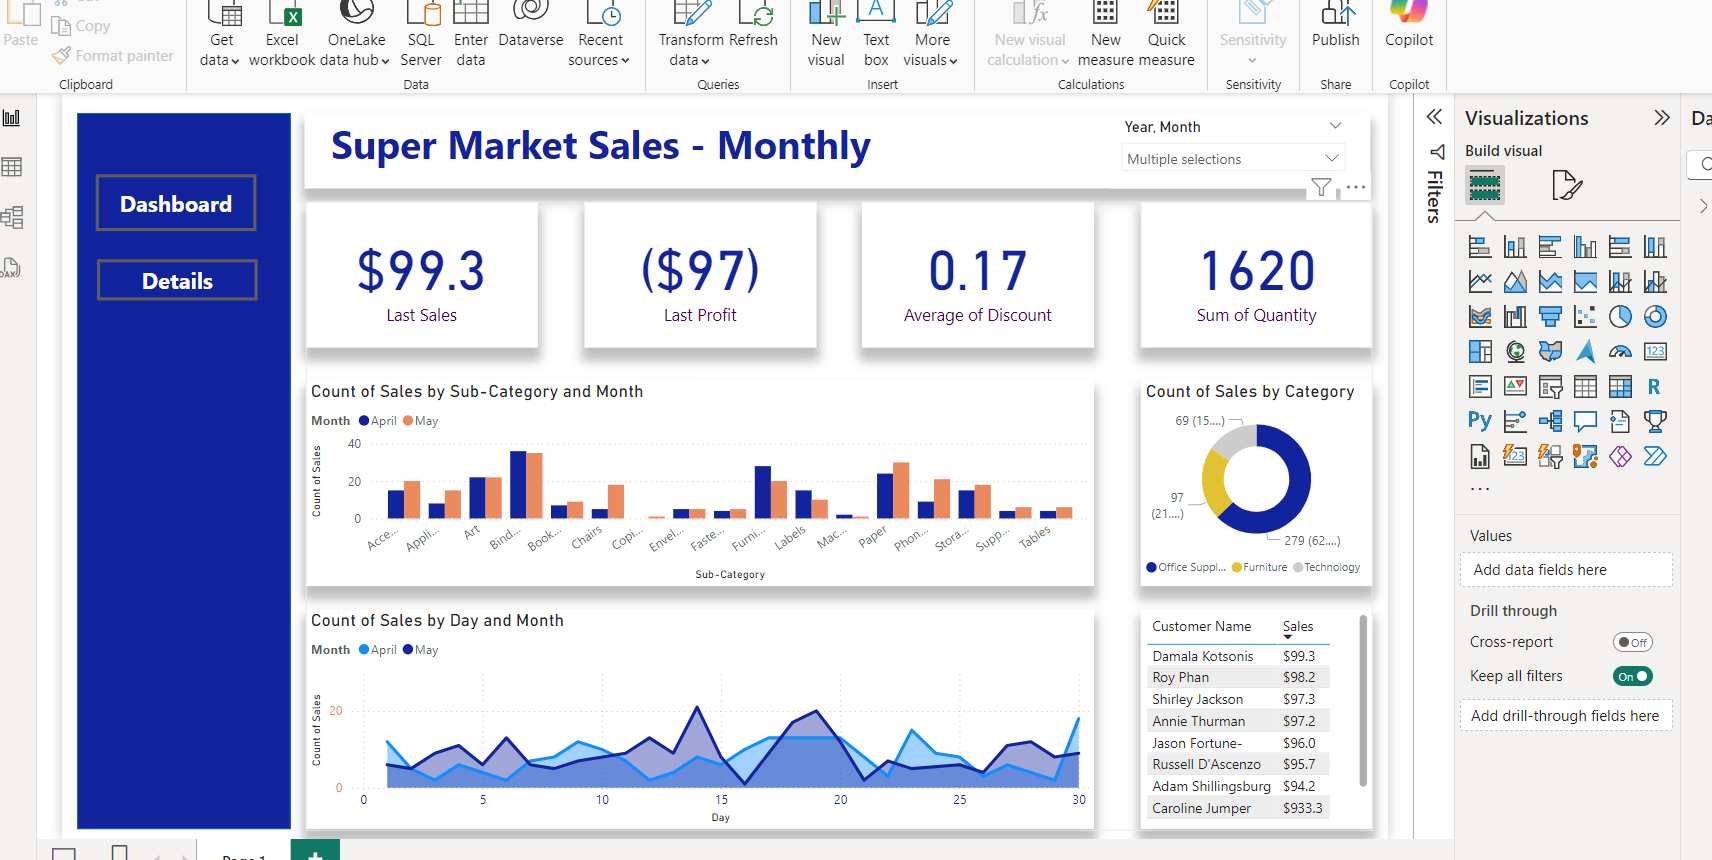 Paste
Cut
Copy
Format painter
Clipboard
Get
data
Excel
workbook
OneLake
data hub
SQL
Server
Enter
data
Dataverse
Recent
sources
Data
Transform
data
Refresh
Queries
New
visual
Text
box
More
visuals
Insert
New visual
calculation
New
measure
Quick
measure
Calculations
Sensitivity
Sensitivity
Publish
Share
Copilot
Copilot
Dashboard
Details
Super Market Sales - Monthly
Year, Month
Multiple selections
$99.3
Last Sales
($97)
Last Profit
0.17
Average of Discount
1620
Sum of Quantity
Count of Sales by Sub-Category and Month
Month April May
Count of Sales
40
20
0
Acce...
Appli...
Art
Bind...
Book...
Chairs
Copi...
Envel...
Faste...
Furni...
Labels
Mac...
Paper
Phon...
Stora...
Supp...
Tables
Sub-Category
Count of Sales by Category
69 (15....)
97
(21....)
279 (62....)
Office Suppl... Furniture Technology
Count of Sales by Day and Month
Month April May
Count of Sales
20
0
0 5 10 15 20 25 30
Day
Customer Name Sales
Damala Kotsonis $99.3
Roy Phan $98.2
Shirley Jackson $97.3
Annie Thurman $97.2
Jason Fortune- $96.0
Russell D'Ascenzo $95.7
Adam Shillingsburg $94.2
Caroline Jumper $933.3
Filters
Visualizations
Build visual
123
R
Py
123
...
Values
Add data fields here
Drill through
Cross-report Off
Keep all filters On
Add drill-through fields here
Da
DAX
Page 1